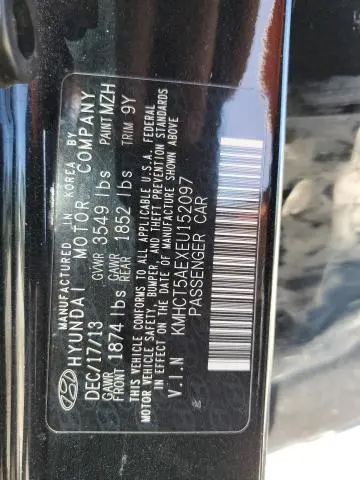 MANUFACTURED IN KOREA BY
HYUNDAI MOTOR COMPANY
DEC/17/13 GVWR 3549 lbs PAINT MZH
GAWR FRONT 1874 lbs GAWR REAR 1852 lbs TRIM 9Y
THIS VEHICLE CONFORMS TO ALL APPLICABLE U.S.A. FEDERAL
MOTOR VEHICLE SAFETY, BUMPER, AND THEFT PREVENTION STANDARDS
IN EFFECT ON THE DATE OF MANUFACTURE SHOWN ABOVE
V.I.N KMHCT5AEXEU152097
PASSENGER CAR